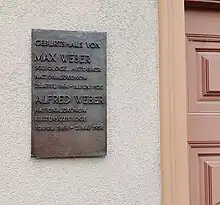 GEBURTSHAUS VON
MAX WEBER
SOZIOLOGE, HISTORIKER
NATIONALÖKONOM
ALFRED WEBER
NATIONALÖKONOM
KULTURSOZIOLOGE